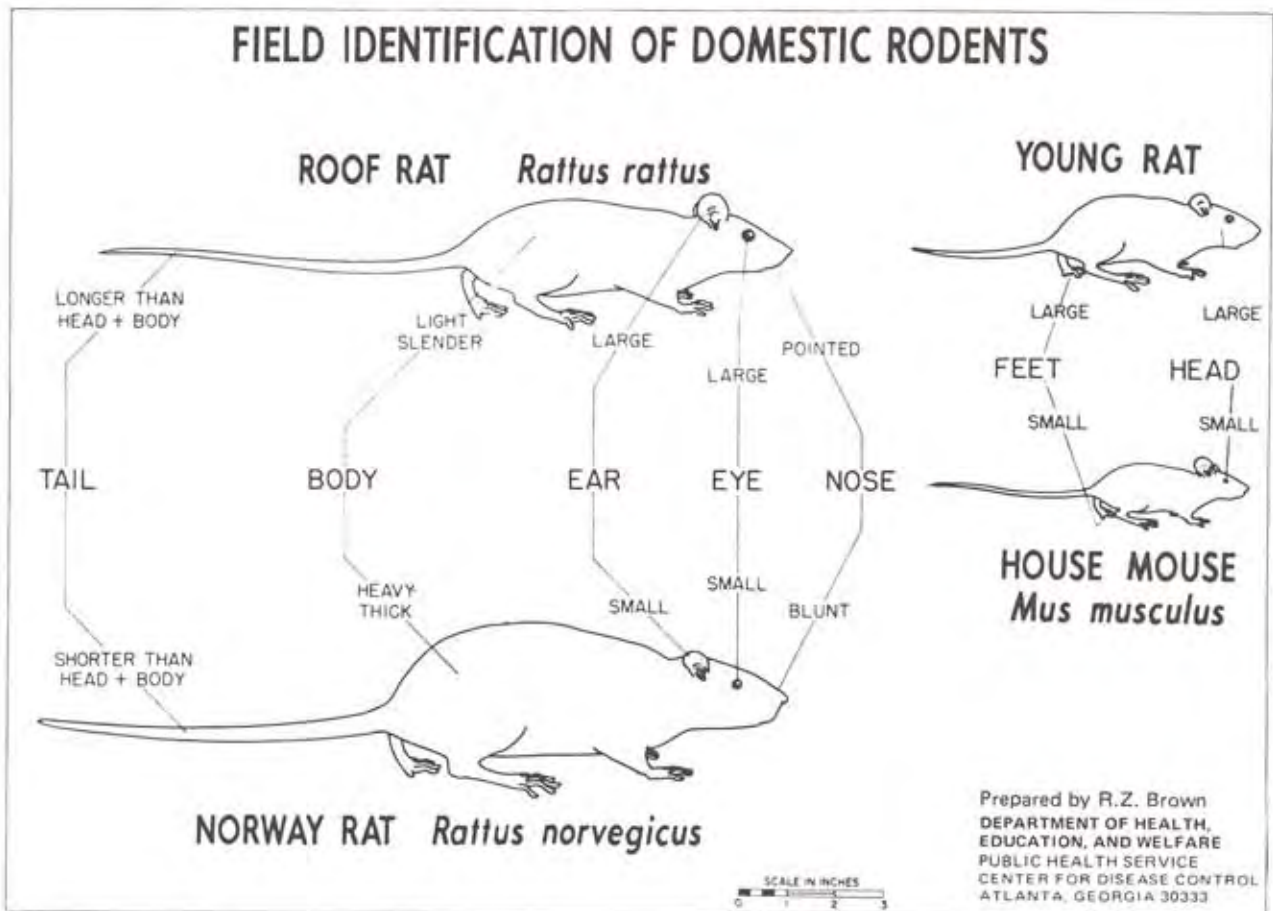 FIELD IDENTIFICATION OF DOMESTIC RODENTS
ROOF RAT Rattus rattus
YOUNG RAT
LONGER THAN
HEAD + BODY
LIGHT
SLENDER
LARGE
LARGE
POINTED
LARGE
LARGE
FEET
HEAD
SMALL
SMALL
TAIL
BODY
EAR
EYE
NOSE
HOUSE MOUSE
Mus musculus
HEAVY-
THICK
SMALL
SMALL
BLUNT
SHORTER THAN
HEAD + BODY
NORWAY RAT Rattus norvegicus
SCALE IN INCHES
0 1 2 3
Prepared by R.Z. Brown
DEPARTMENT OF HEALTH,
EDUCATION, AND WELFARE
PUBLIC HEALTH SERVICE
CENTER FOR DISEASE CONTROL
ATLANTA, GEORGIA 30333